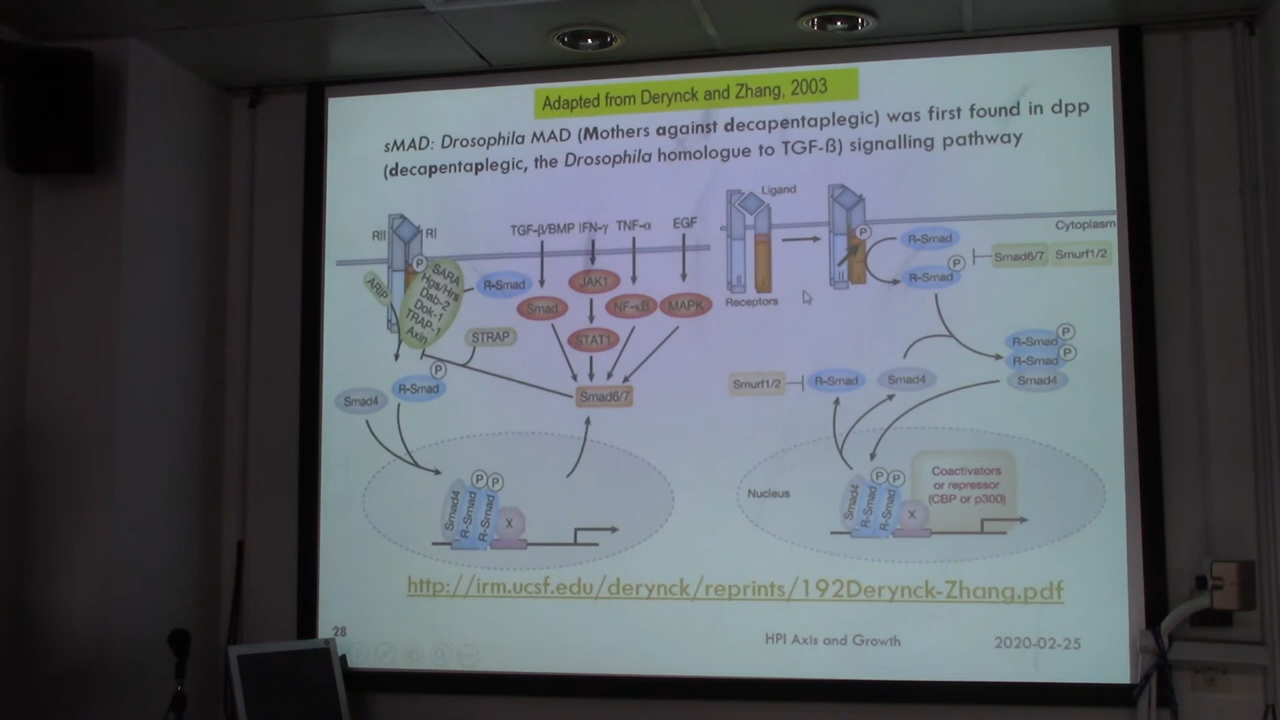 Adapted from Derynck and Zhang, 2003
sMAD: Drosophila MAD (Mothers against decapentaplegic) was first found in dpp
(decapentaplegic, the Drosophila homologue to TGF-ß) signalling pathway
RII
RI
P
ARIP
SARA
Hgs/Hrs
Dab-2
Dok-1
TRAP-1
Axin
R-Smad
STRAP
TGF-β/BMP
IFN-γ
TNF-α
EGF
Smad
JAK1
STAT1
NF-κB
MAPK
Smad6/7
P
R-Smad
Smad4
P P
Smad4
R-Smad
R-Smad
X
Ligand
II
I
Receptors
II
I
P
Cytoplasm
R-Smad
P
R-Smad
Smad6/7
Smurf1/2
P
R-Smad
P
R-Smad
Smad4
Smurf1/2
R-Smad
Smad4
Nucleus
P P
Smad4
R-Smad
R-Smad
X
Coactivators
or repressor
(CBP or p300)
http://irm.ucsf.edu/derynck/reprints/192Derynck-Zhang.pdf
28
HPI Axis and Growth
2020-02-25